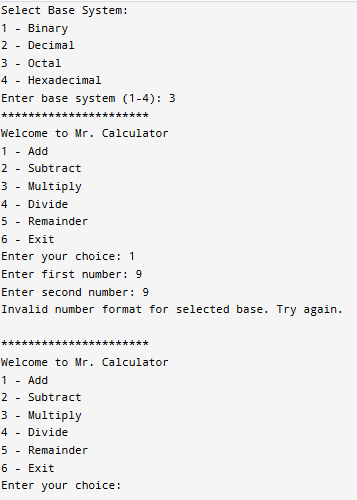 Select Base System:
1 - Binary
2 - Decimal
3 - Octal
4 - Hexadecimal
Enter base system (1-4): 3
**********************
Welcome to Mr. Calculator
1 - Add
2 - Subtract
3 - Multiply
4 - Divide
5 - Remainder
6 - Exit
Enter your choice: 1
Enter first number: 9
Enter second number: 9
Invalid number format for selected base. Try again.
**********************
Welcome to Mr. Calculator
1 - Add
2 - Subtract
3 - Multiply
4 - Divide
5 - Remainder
6 - Exit
Enter your choice: